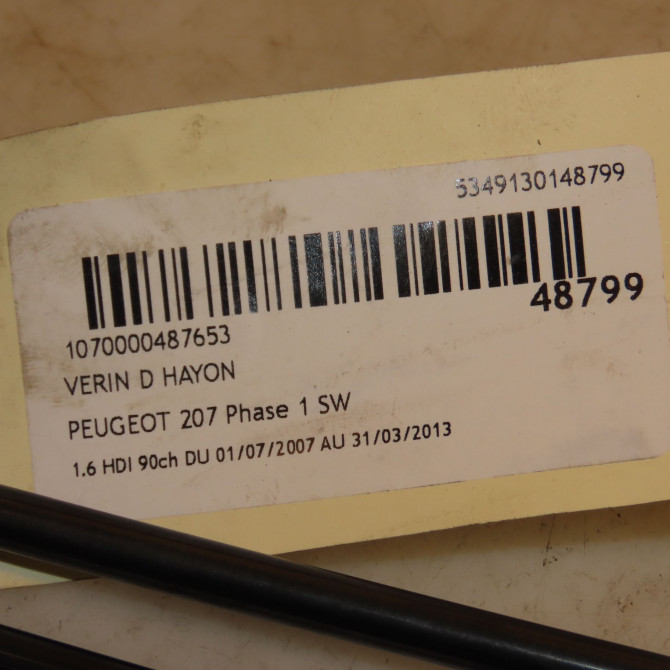 5349130148799
48799
1070000487653
VERIN D HAYON
PEUGEOT 207 Phase 1 SW
1.6 HDI 90ch DU 01/07/2007 AU 31/03/2013